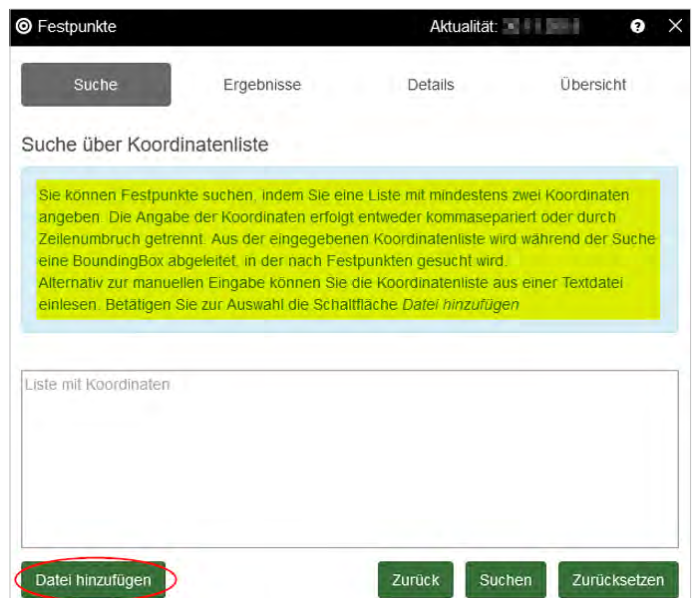 Festpunkte Aktualität:
Suche Ergebnisse Details Übersicht
Suche über Koordinatenliste
Sie können Festpunkte suchen, indem Sie eine Liste mit mindestens zwei Koordinaten
angeben. Die Angabe der Koordinaten erfolgt entweder kommasepariert oder durch
Zeilenumbruch getrennt. Aus der eingegebenen Koordinatenliste wird während der Suche
eine BoundingBox abgeleitet, in der nach Festpunkten gesucht wird.
Alternativ zur manuellen Eingabe können Sie die Koordinatenliste aus einer Textdatei
einlesen. Betätigen Sie zur Auswahl die Schaltfläche Datei hinzufügen
Liste mit Koordinaten
Datei hinzufügen Zurück Suchen Zurücksetzen